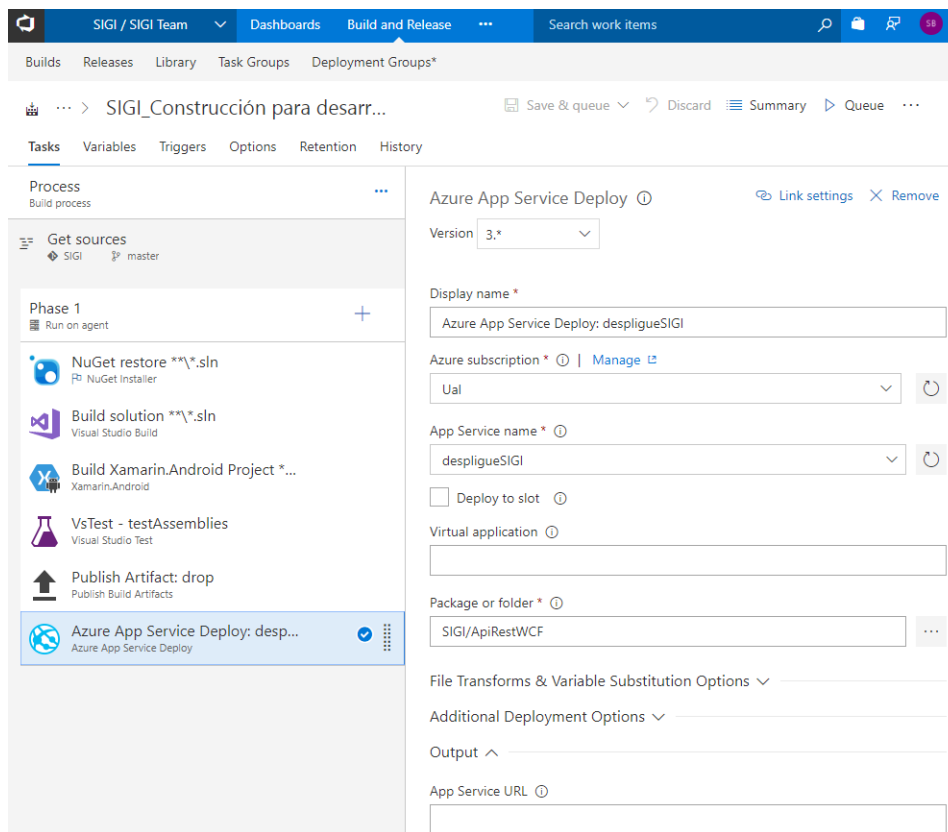 SIGI / SIGI Team Dashboards Build and Release ... Search work items SB
Builds Releases Library Task Groups Deployment Groups*
... > SIGI_Construcción para desarr... Save & queue Discard Summary Queue ...
Tasks Variables Triggers Options Retention History
Process ...
Build process
Get sources
SIGI master
Phase 1
Run on agent
NuGet restore **\*.sln
NuGet Installer
Build solution **\*.sln
Visual Studio Build
Build Xamarin.Android Project *...
Xamarin.Android
VsTest - testAssemblies
Visual Studio Test
Publish Artifact: drop
Publish Build Artifacts
Azure App Service Deploy: desp...
Azure App Service Deploy
Azure App Service Deploy Link settings Remove
Version 3.*
Display name *
Azure App Service Deploy: despligueSIGI
Azure subscription * | Manage
Ual
App Service name *
despligueSIGI
Deploy to slot
Virtual application
Package or folder *
SIGI/ApiRestWCF ...
File Transforms & Variable Substitution Options
Additional Deployment Options
Output
App Service URL